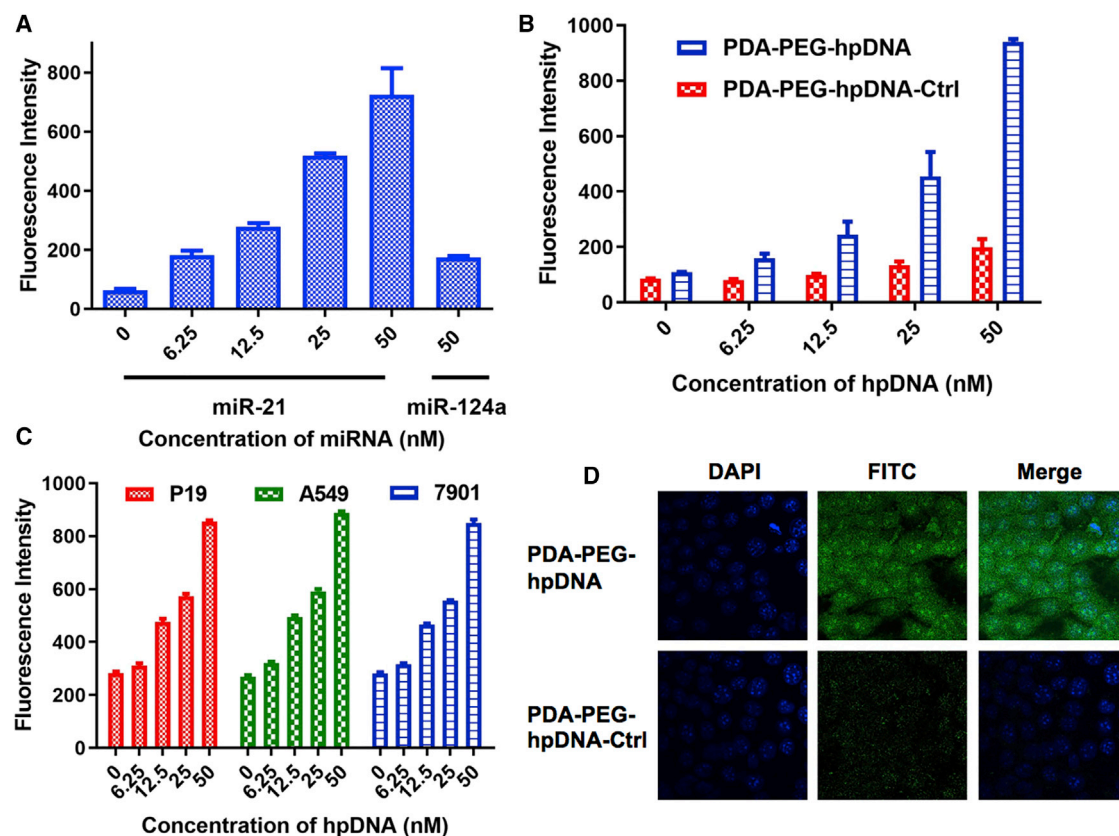 A
Fluorescence Intensity
800
600
400
200
0
0 6.25 12.5 25 50 50
miR-21 miR-124a
Concentration of miRNA (nM)
B
Fluorescence Intensity
1000
800
600
400
200
0
PDA-PEG-hpDNA
PDA-PEG-hpDNA-Ctrl
0 6.25 12.5 25 50
Concentration of hpDNA (nM)
C
Fluorescence Intensity
1000
800
600
400
200
0
P19 A549 7901
0 6.25 12.5 25 50 0 6.25 12.5 25 50 0 6.25 12.5 25 50
Concentration of hpDNA (nM)
D
DAPI FITC Merge
PDA-PEG-
hpDNA
PDA-PEG-
hpDNA-Ctrl